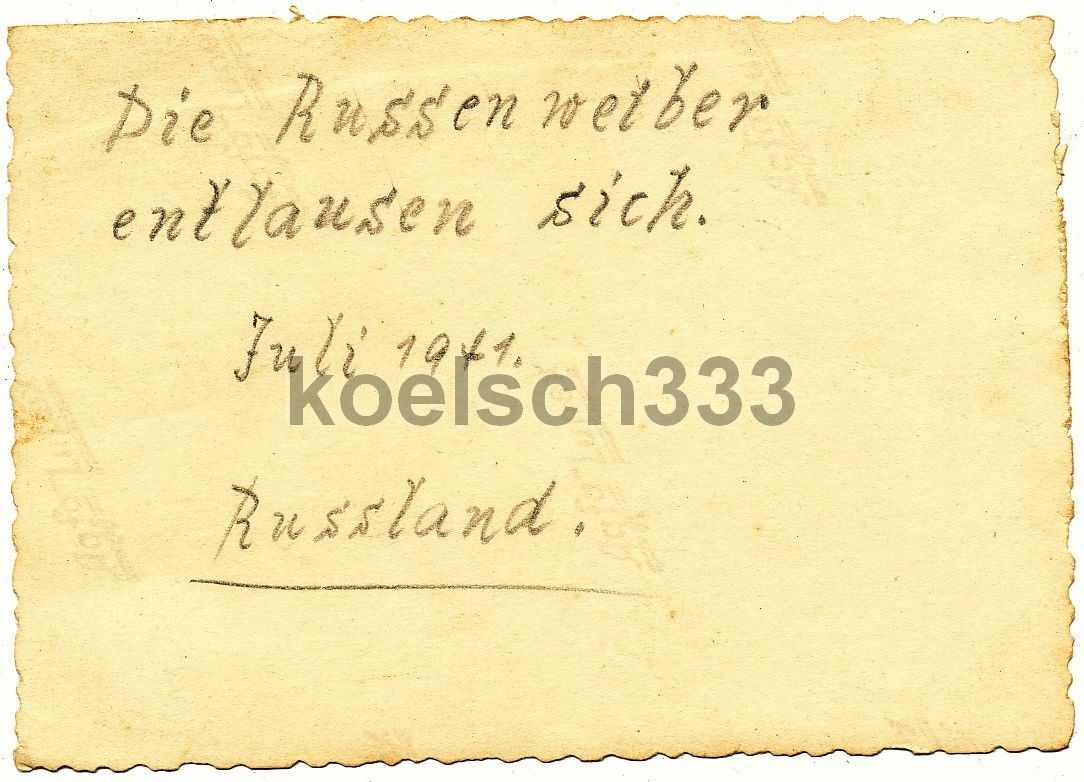 Die Russenweiber
entlausen sich.
Juli 1941.
koelsch333
Russland.